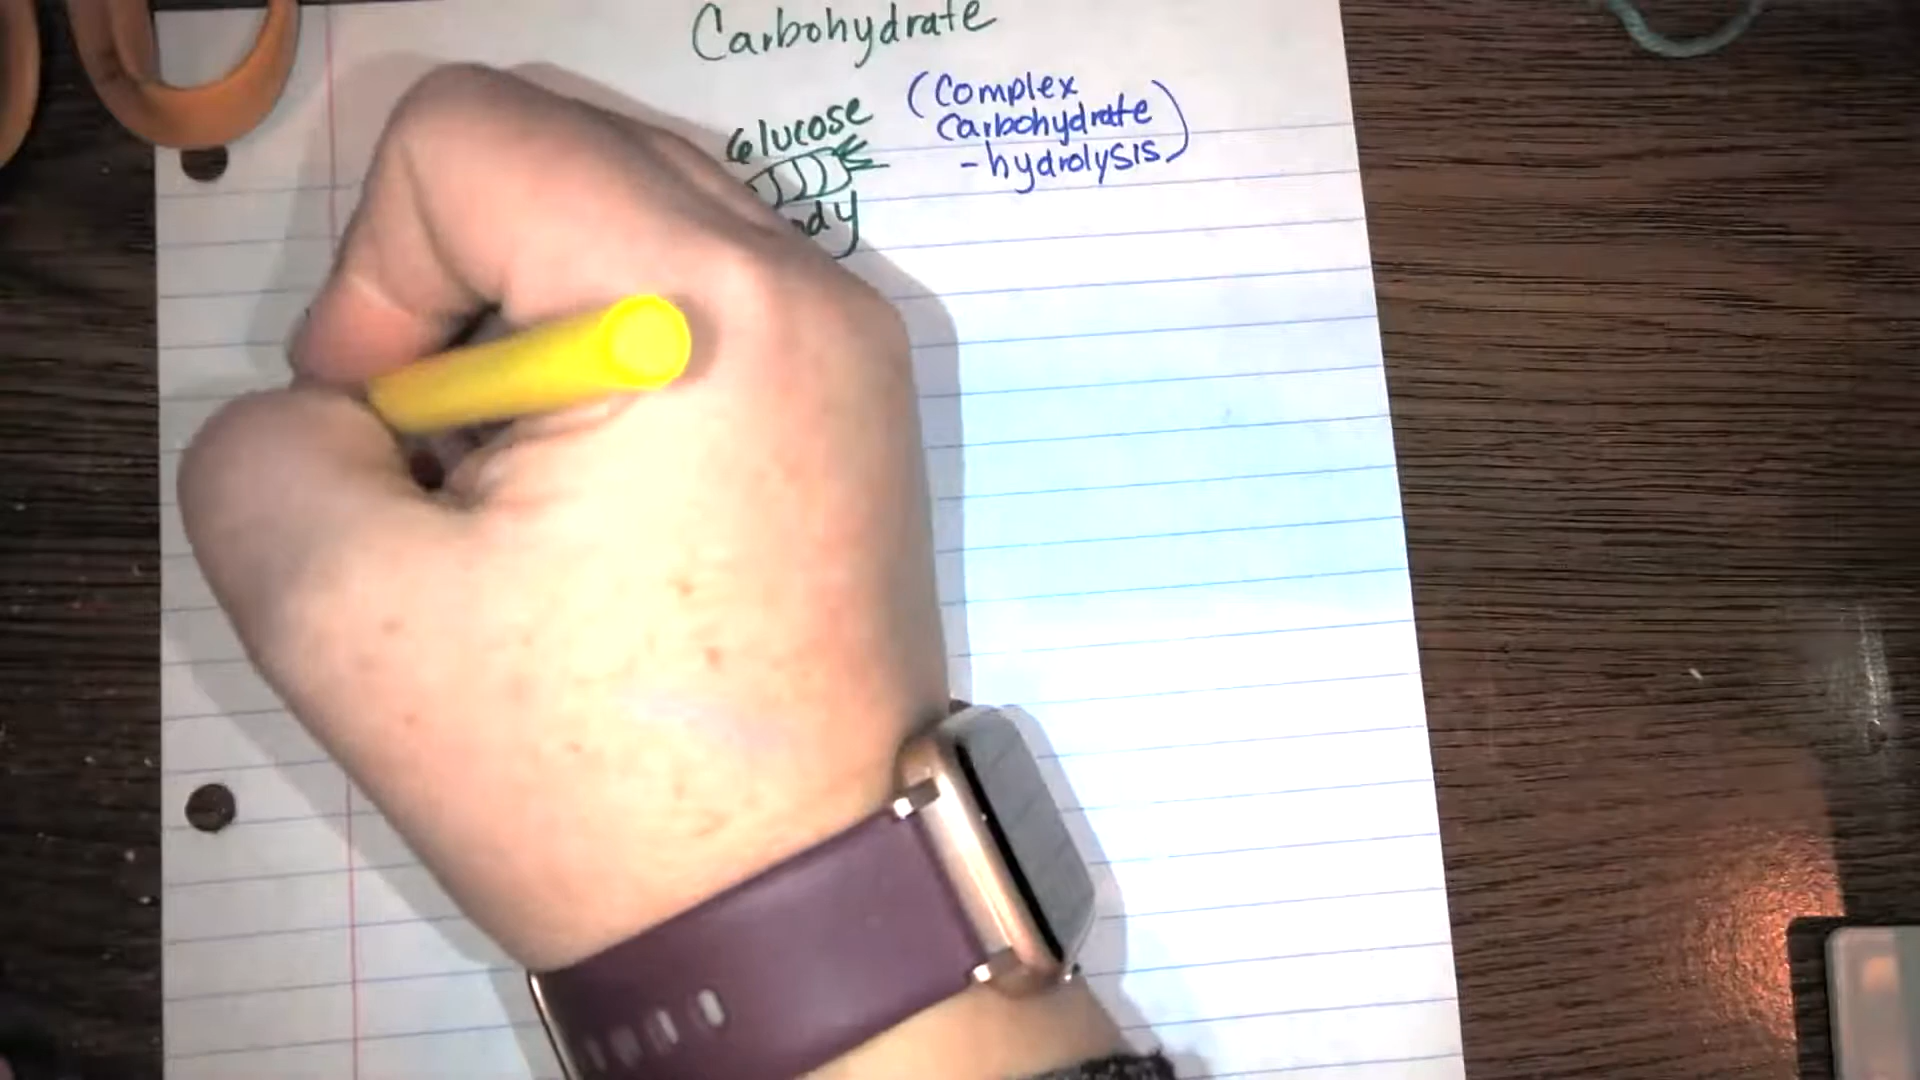 Carbohydrate
Glucose
(Complex
Carbohydrate
- hydrolysis)